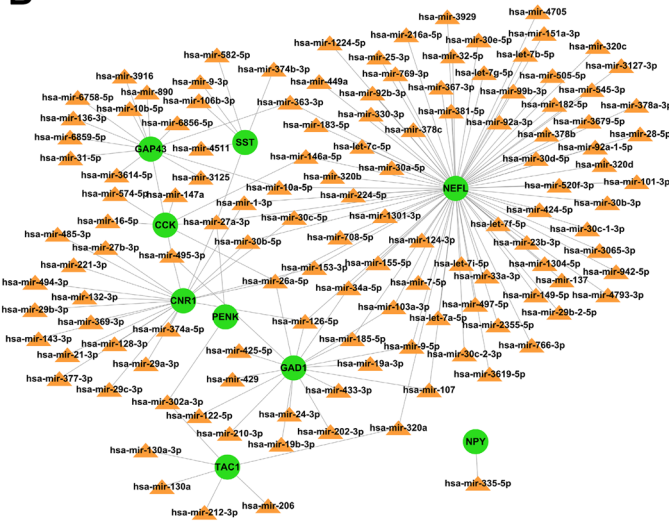 hsa-mir-4705
hsa-mir-3929
hsa-mir-216a-5p
hsa-mir-151a-3p
hsa-mir-1224-5p
hsa-mir-30e-5p
hsa-mir-320c
hsa-mir-582-5p
hsa-mir-25-3p
hsa-mir-32-5p
hsa-let-7b-5p
hsa-mir-3127-3p
hsa-mir-374b-3p
hsa-mir-3916
hsa-mir-9-3p
hsa-mir-449a
hsa-mir-769-3p
hsa-let-7g-5p
hsa-mir-505-5p
hsa-mir-367-3p
hsa-mir-99b-3p
hsa-mir-545-3p
hsa-mir-890
hsa-mir-6758-5p
hsa-mir-106b-3p
hsa-mir-363-3p
hsa-mir-92b-3p
hsa-mir-182-5p
hsa-mir-378a-3p
hsa-mir-10b-5p
hsa-mir-136-3p
hsa-mir-330-3p
hsa-mir-381-5p
hsa-mir-6856-5p
hsa-mir-183-5p
hsa-mir-378c
hsa-mir-92a-3p
hsa-mir-3679-5p
hsa-mir-6859-5p
hsa-mir-378b
hsa-mir-28-5p
SST
GAP43
hsa-mir-4511
hsa-let-7c-5p
hsa-mir-92a-1-5p
hsa-mir-31-5p
hsa-mir-146a-5p
hsa-mir-30d-5p
hsa-mir-30a-5p
hsa-mir-320d
hsa-mir-3614-5p
hsa-mir-3125
hsa-mir-320b
hsa-mir-520f-3p
hsa-mir-101-3p
NEFL
hsa-mir-10a-5p
hsa-mir-574-5p
hsa-mir-147a
hsa-mir-224-5p
hsa-mir-1-3p
hsa-mir-30b-3p
hsa-mir-424-5p
hsa-mir-16-5p
CCK
hsa-mir-27a-3p
hsa-mir-30c-5p
hsa-mir-1301-3p
hsa-let-7f-5p
hsa-mir-30c-1-3p
hsa-mir-485-3p
hsa-mir-708-5p
hsa-mir-124-3p
hsa-mir-30b-5p
hsa-mir-23b-3p
hsa-mir-27b-3p
hsa-mir-3065-3p
hsa-mir-495-3p
hsa-mir-221-3p
hsa-mir-153-3p
hsa-mir-155-5p
hsa-let-7i-5p
hsa-mir-1304-5p
hsa-mir-942-5p
hsa-mir-33a-3p
hsa-mir-494-3p
hsa-mir-26a-5p
hsa-mir-7-5p
hsa-mir-137
hsa-mir-34a-5p
hsa-mir-132-3p
CNR1
hsa-mir-149-5p
hsa-mir-4793-3p
hsa-mir-29b-3p
hsa-mir-103a-3p
hsa-mir-497-5p
PENK
hsa-mir-29b-2-5p
hsa-mir-369-3p
hsa-mir-126-5p
hsa-let-7a-5p
hsa-mir-374a-5p
hsa-mir-2355-5p
hsa-mir-143-3p
hsa-mir-128-3p
hsa-mir-185-5p
hsa-mir-9-5p
hsa-mir-766-3p
hsa-mir-21-3p
hsa-mir-425-5p
hsa-mir-30c-2-3p
hsa-mir-29a-3p
GAD1
hsa-mir-19a-3p
hsa-mir-377-3p
hsa-mir-429
hsa-mir-3619-5p
hsa-mir-29c-3p
hsa-mir-433-3p
hsa-mir-107
hsa-mir-302a-3p
hsa-mir-122-5p
hsa-mir-24-3p
hsa-mir-320a
hsa-mir-210-3p
hsa-mir-202-3p
NPY
hsa-mir-19b-3p
hsa-mir-130a-3p
TAC1
hsa-mir-335-5p
hsa-mir-130a
hsa-mir-206
hsa-mir-212-3p